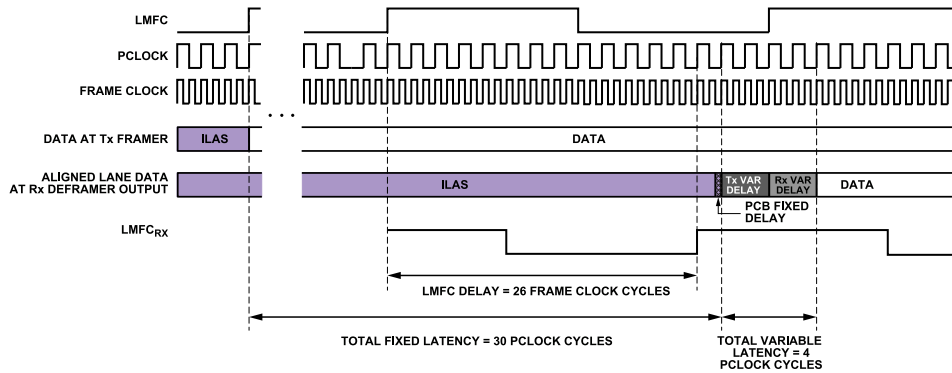 LMFC
PCLOCK
FRAME CLOCK
. . .
DATA AT Tx FRAMER
ILAS
DATA
ALIGNED LANE DATA
AT Rx DEFRAMER OUTPUT
ILAS
Tx VAR
DELAY
Rx VAR
DELAY
DATA
PCB FIXED
DELAY
LMFCRX
LMFC DELAY = 26 FRAME CLOCK CYCLES
TOTAL FIXED LATENCY = 30 PCLOCK CYCLES
TOTAL VARIABLE
LATENCY = 4
PCLOCK CYCLES